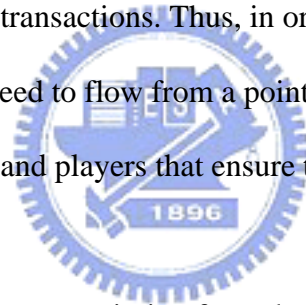 transactions. Thus, in or
eed to flow from a point
and players that ensure t
1896